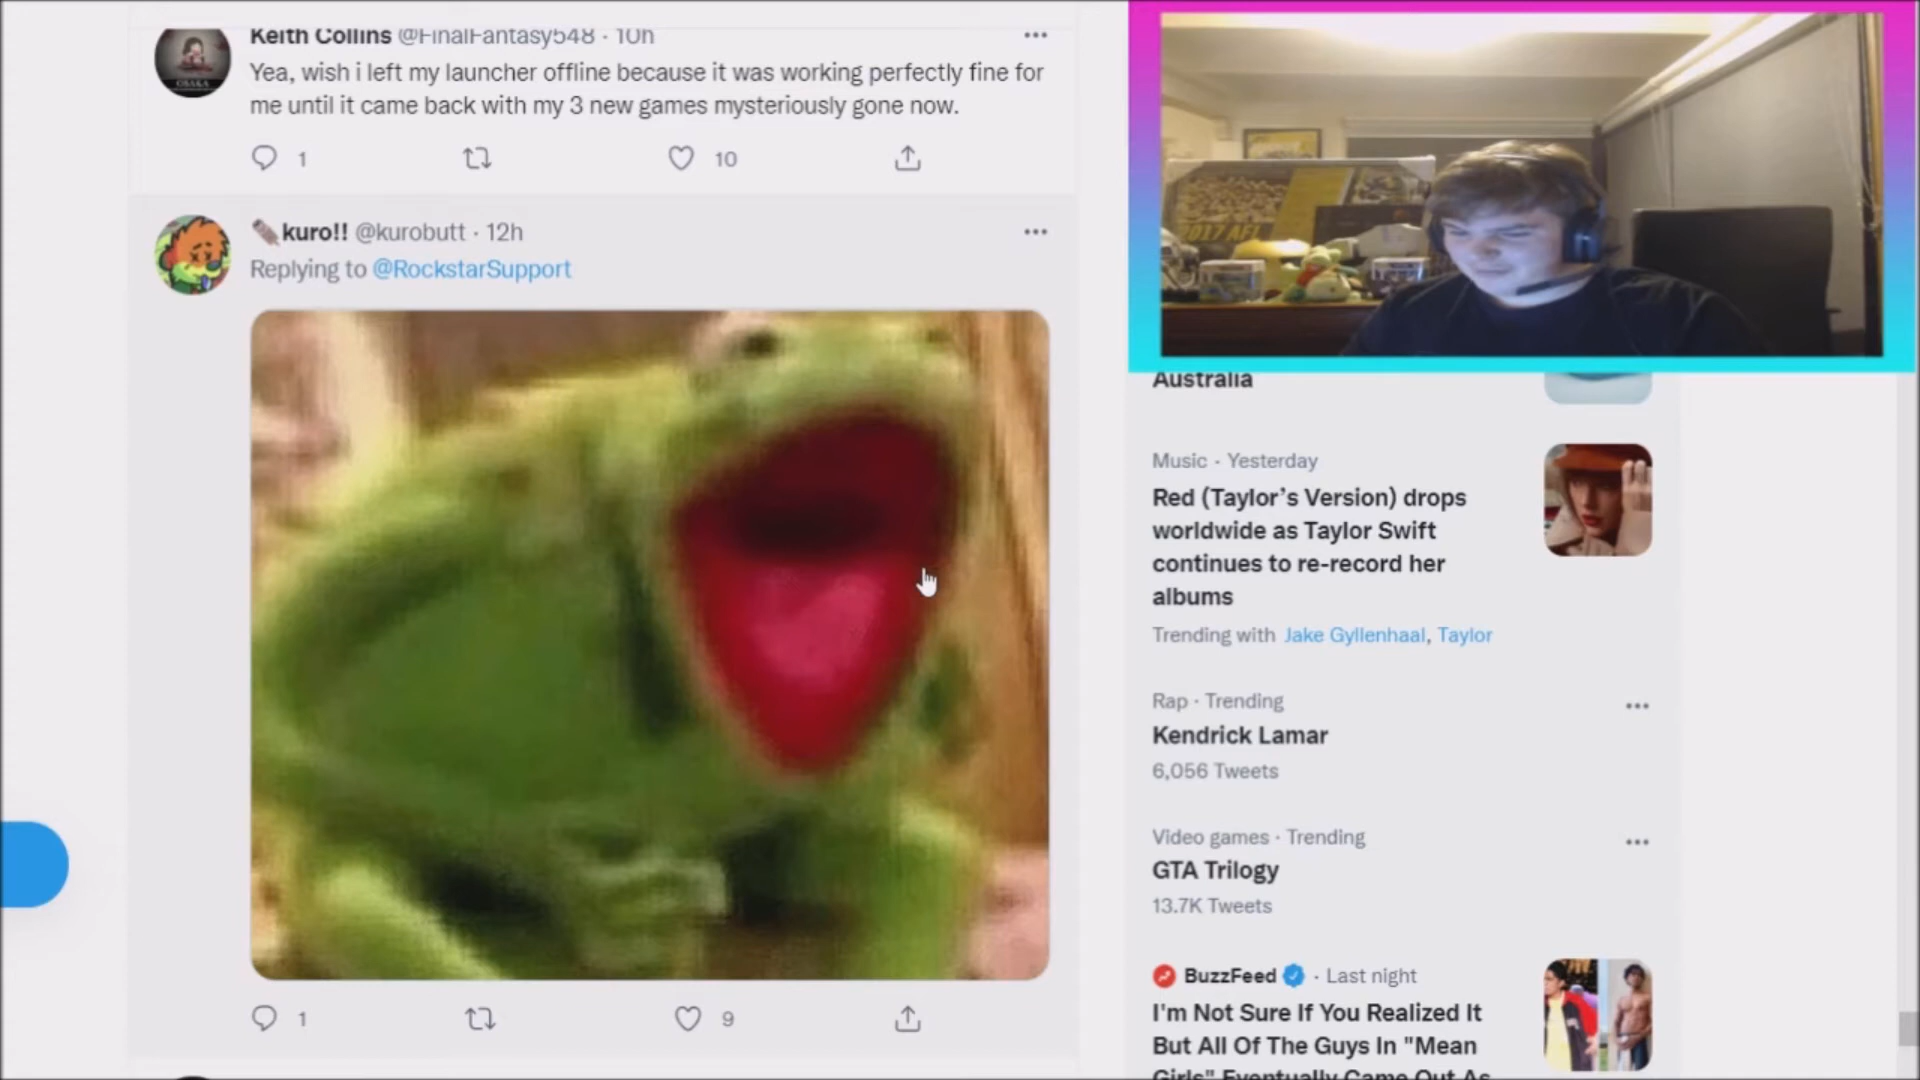 Keith Collins @FinalFantasy548 · 10h
Yea, wish i left my launcher offline because it was working perfectly fine for
me until it came back with my 3 new games mysteriously gone now.
1 10
kuro!! @kurobutt · 12h
Replying to @RockstarSupport
1 9
OSAKA
2017 AFL
Australia
Music · Yesterday
Red (Taylor's Version) drops
worldwide as Taylor Swift
continues to re-record her
albums
Trending with Jake Gyllenhaal, Taylor
Rap · Trending
Kendrick Lamar
6,056 Tweets
Video games · Trending
GTA Trilogy
13.7K Tweets
BuzzFeed · Last night
I'm Not Sure If You Realized It
But All Of The Guys In "Mean
Girls" Eventually Came Out As